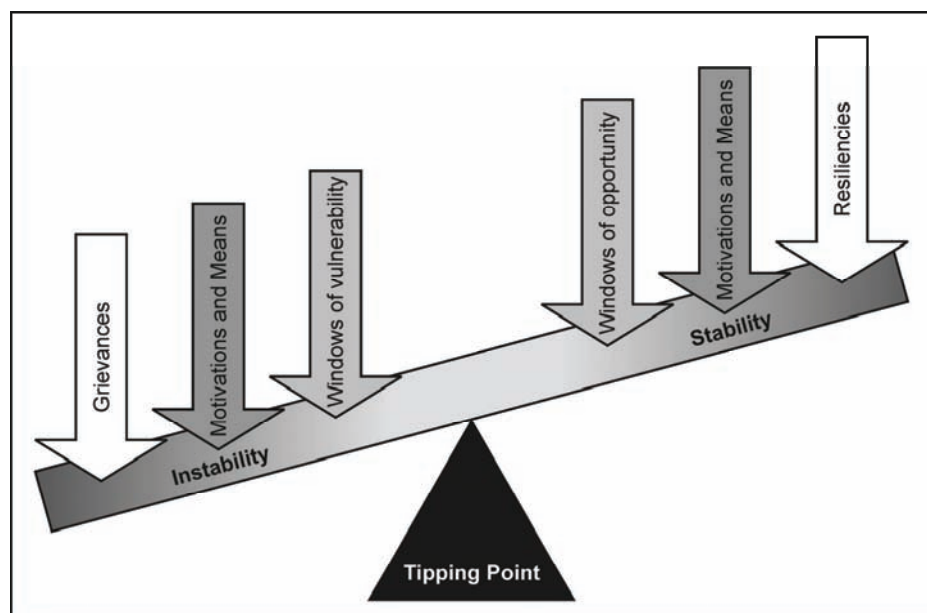 Grievances
Motivations and Means
Windows of vulnerability
Windows of opportunity
Motivations and Means
Resiliencies
Instability
Stability
Tipping Point